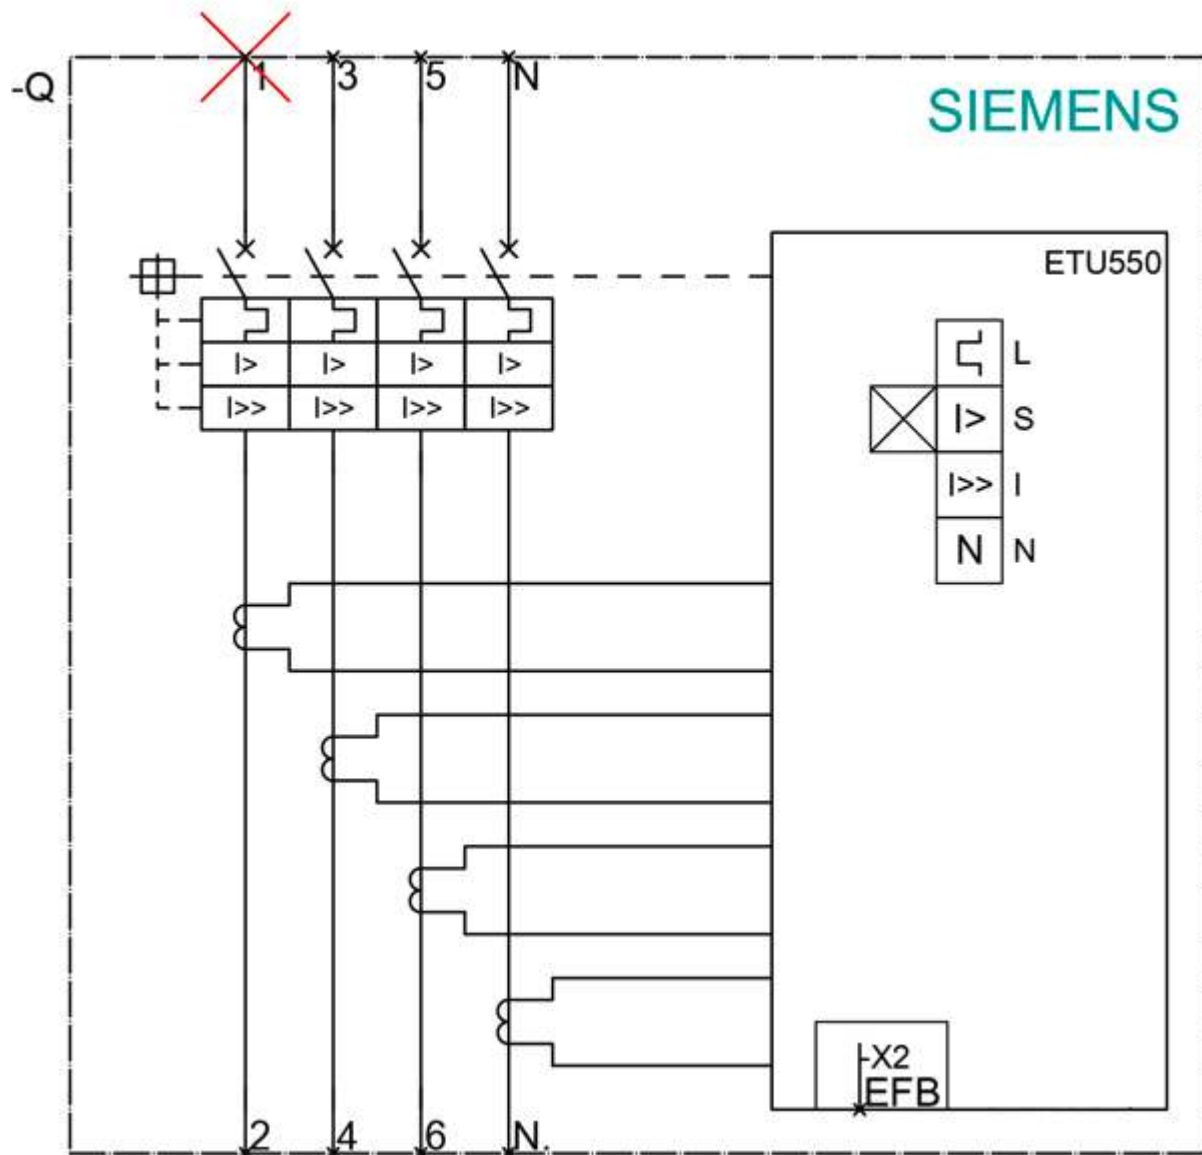 1 3 5 N
-Q
SIEMENS
ETU550
L
I> I> I> I>
I>> I>> I>> I>>
I> S
I>> I
N N
-X2
EFB
2 4 6 N.